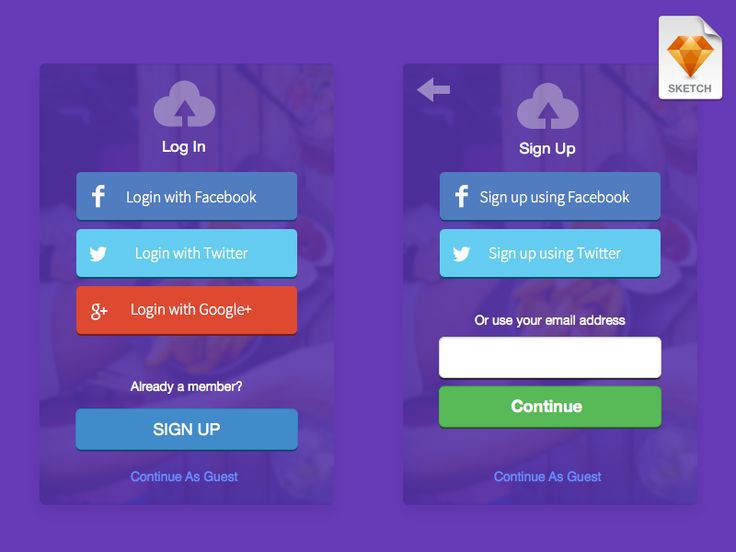 SKETCH
Log In
Login with Facebook
Login with Twitter
g+ Login with Google+
Already a member?
SIGN UP
Continue As Guest
Sign Up
Sign up using Facebook
Sign up using Twitter
Or use your email address
Continue
Continue As Guest